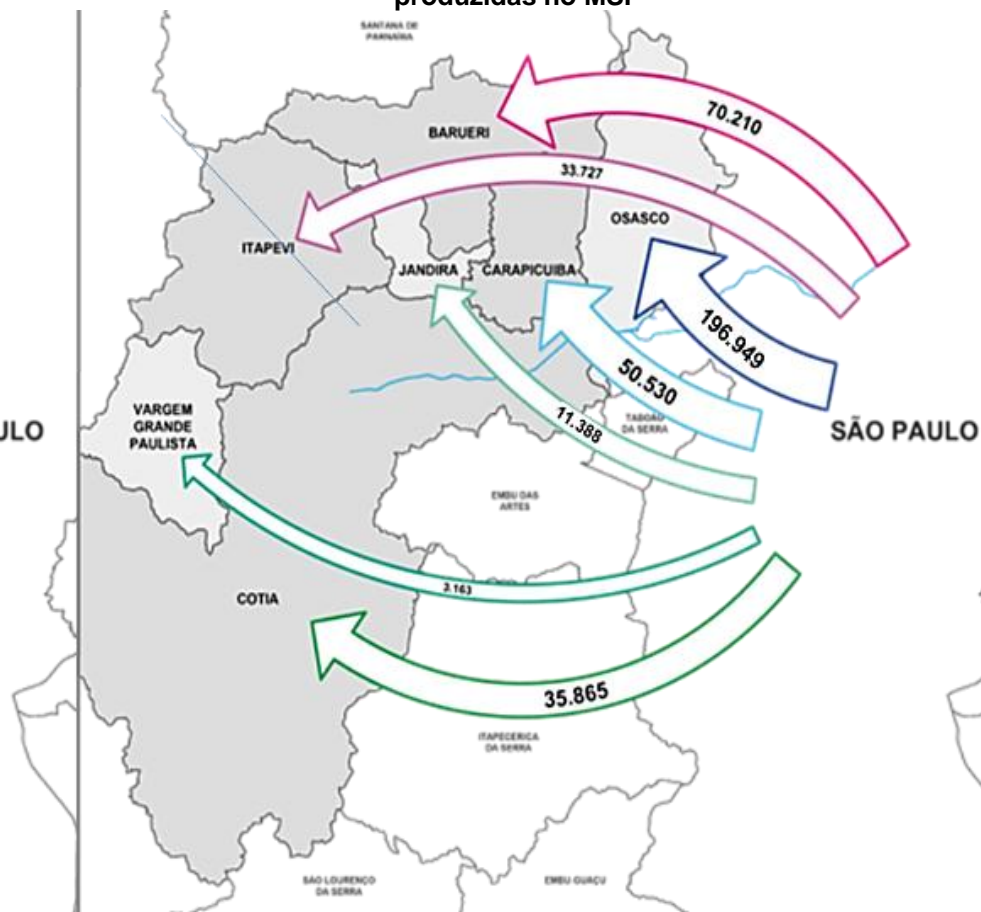 produzidas no MSP
SANTANA DE
PARNAÍBA
70.210
BARUERI
33.727
OSASCO
ITAPEVI
JANDIRA
CARAPICUIBA
196.949
50.530
VARGEM
GRANDE
PAULISTA
11.388
TABOÃO
DA SERRA
ULO
SÃO PAULO
EMBU DAS
ARTES
3.163
COTIA
35.865
ITAPECERICA
DA SERRA
SAO LOURENÇO
DA SERRA
EMBU GUAÇU